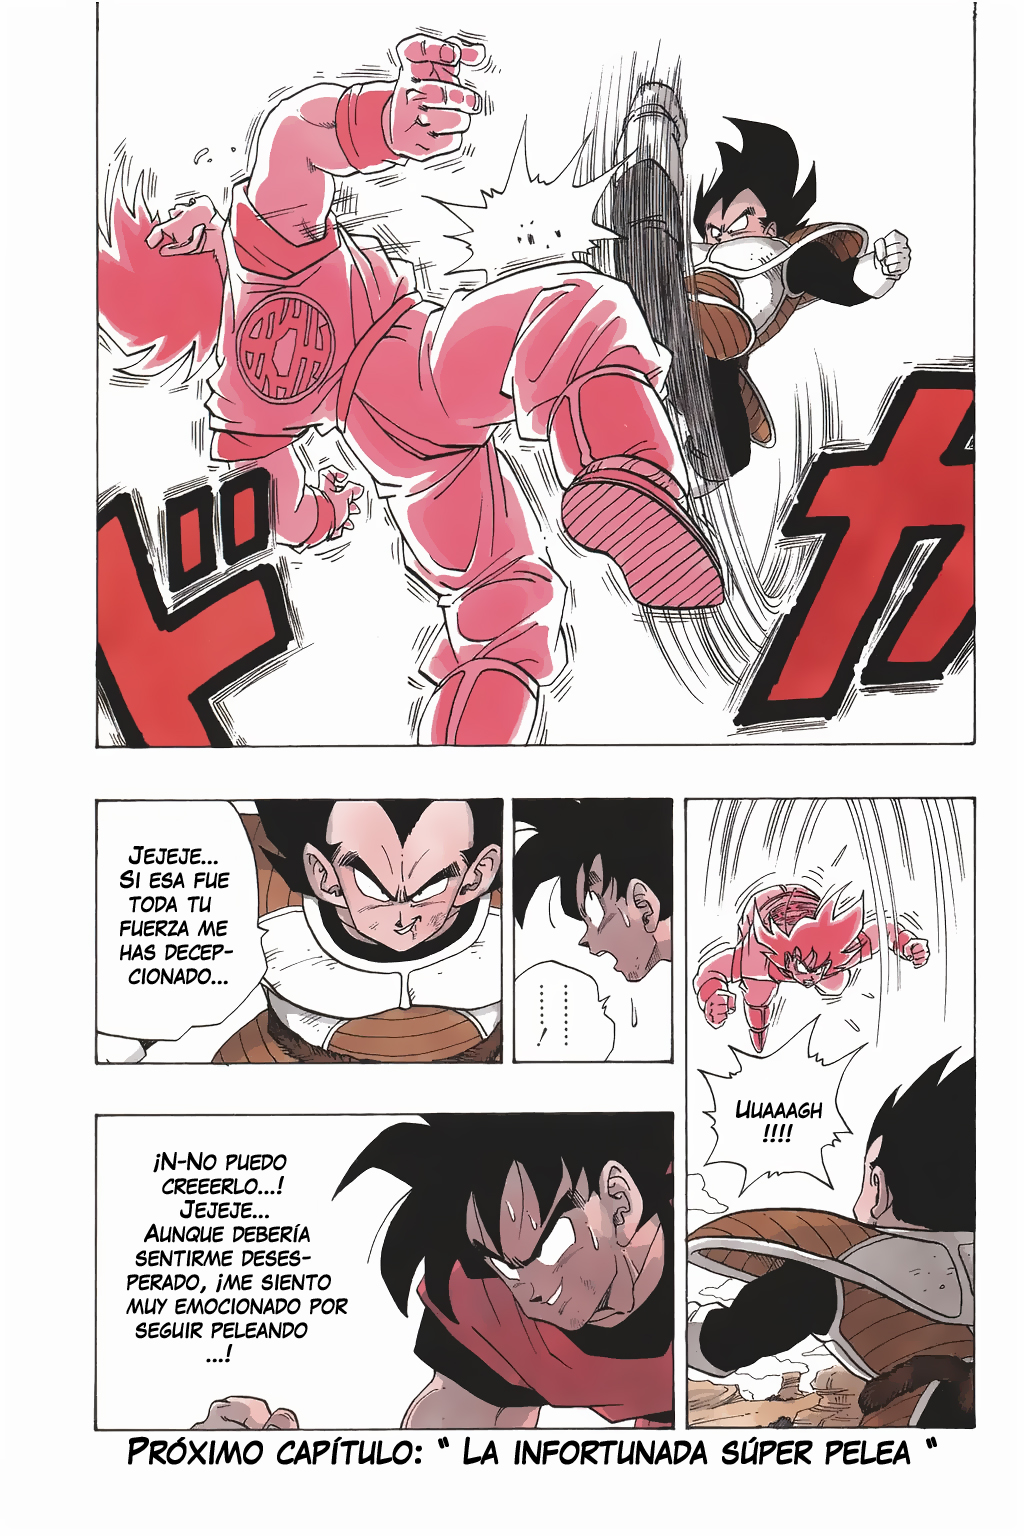 ドカ
UUAAAGH
!!!!
........
......!
JEJEJE...
SI ESA FUE
TODA TU
FUERZA ME
HAS DECEP-
CIONADO...
¡N-NO PUEDO
CREEERLO...!
JEJEJE...
AUNQUE DEBERÍA
SENTIRME DESES-
PERADO, ¡ME SIENTO
MUY EMOCIONADO POR
SEGUIR PELEANDO
...!
PRÓXIMO CAPÍTULO: " LA INFORTUNADA SÚPER PELEA "